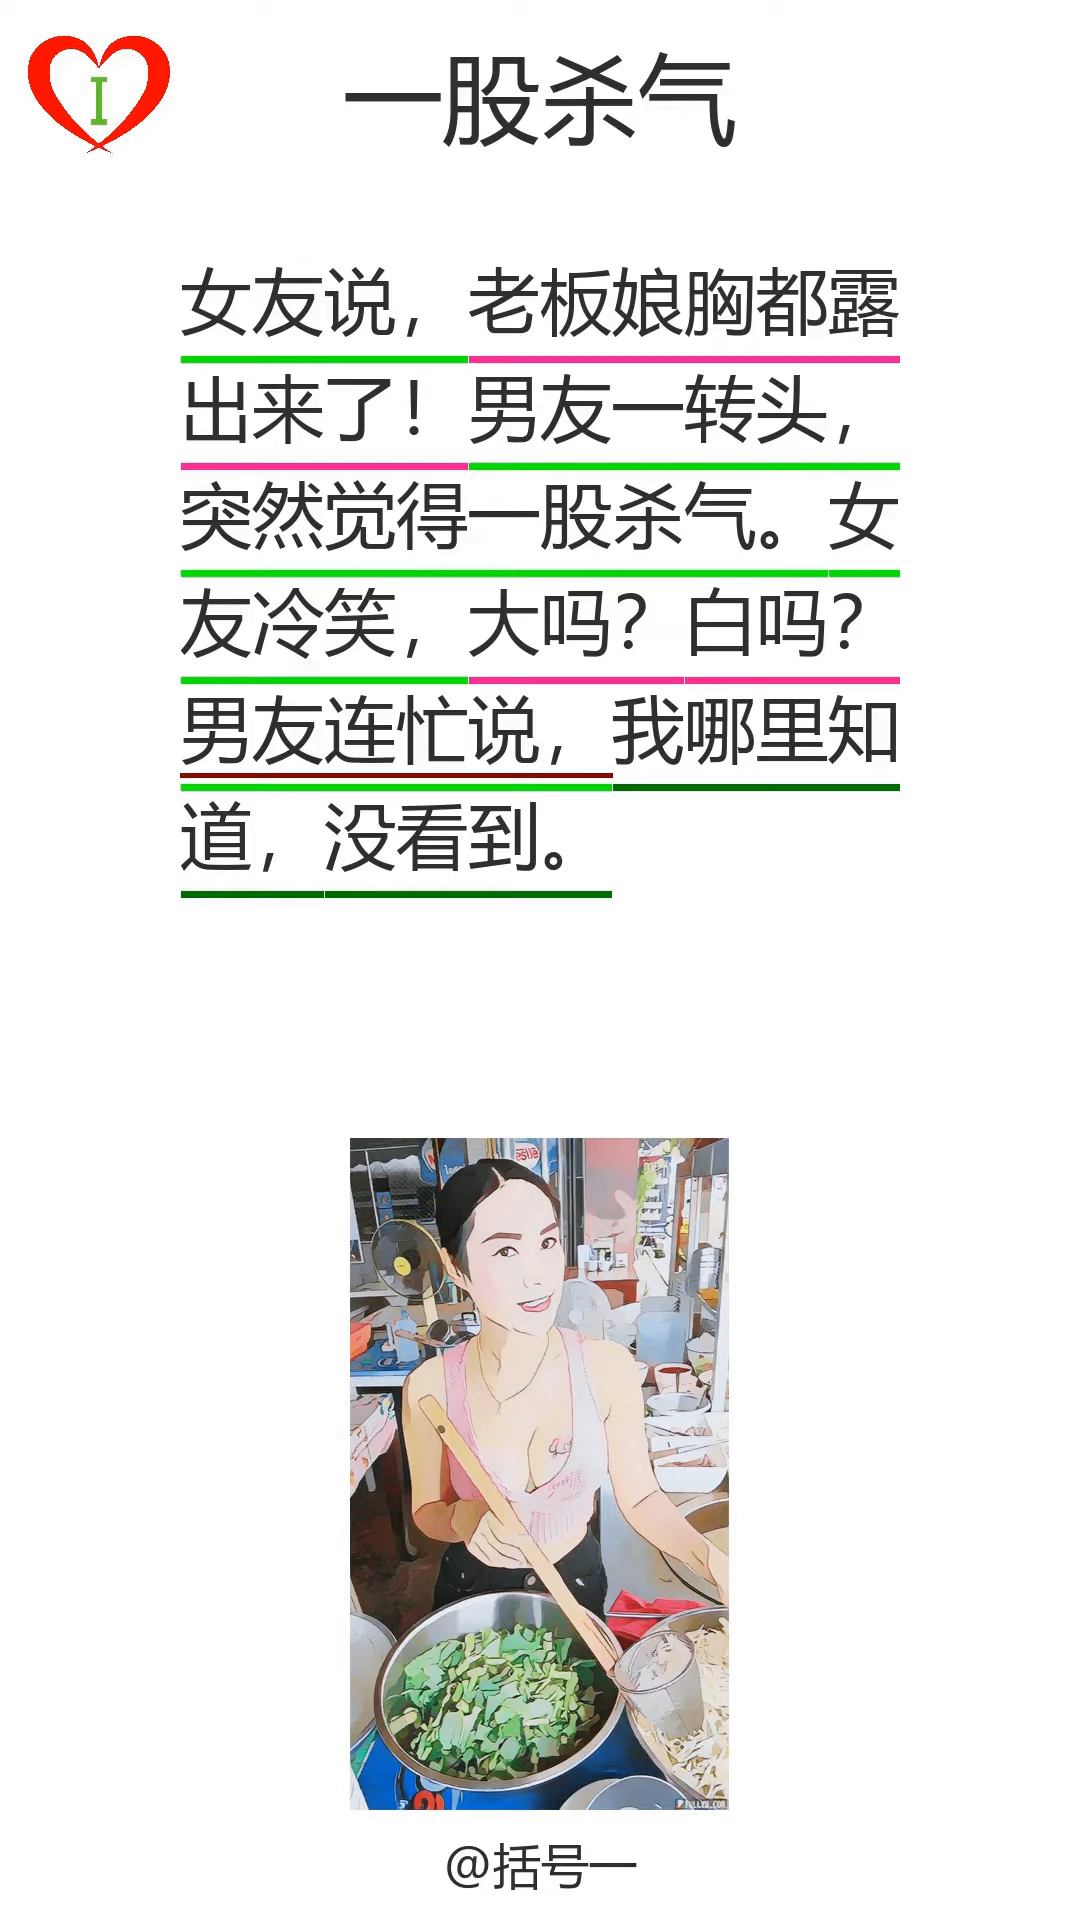 I
一股杀气
女友说，老板娘胸都露
出来了！男友一转头，
突然觉得一股杀气。女
友冷笑，大吗？白吗？
男友连忙说，我哪里知
道，没看到。
@括号一